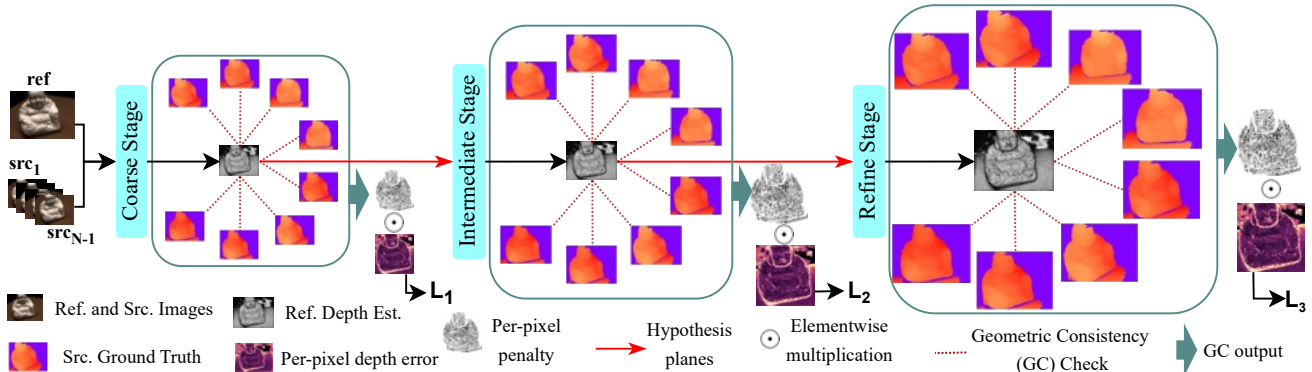 ref
src1
srcN-1
Coarse Stage
Intermediate Stage
Refine Stage
L1
L2
L3
Ref. and Src. Images
Ref. Depth Est.
Per-pixel
penalty
Hypothesis
planes
Elementwise
multiplication
Geometric Consistency
(GC) Check
GC output
Src. Ground Truth
Per-pixel depth error